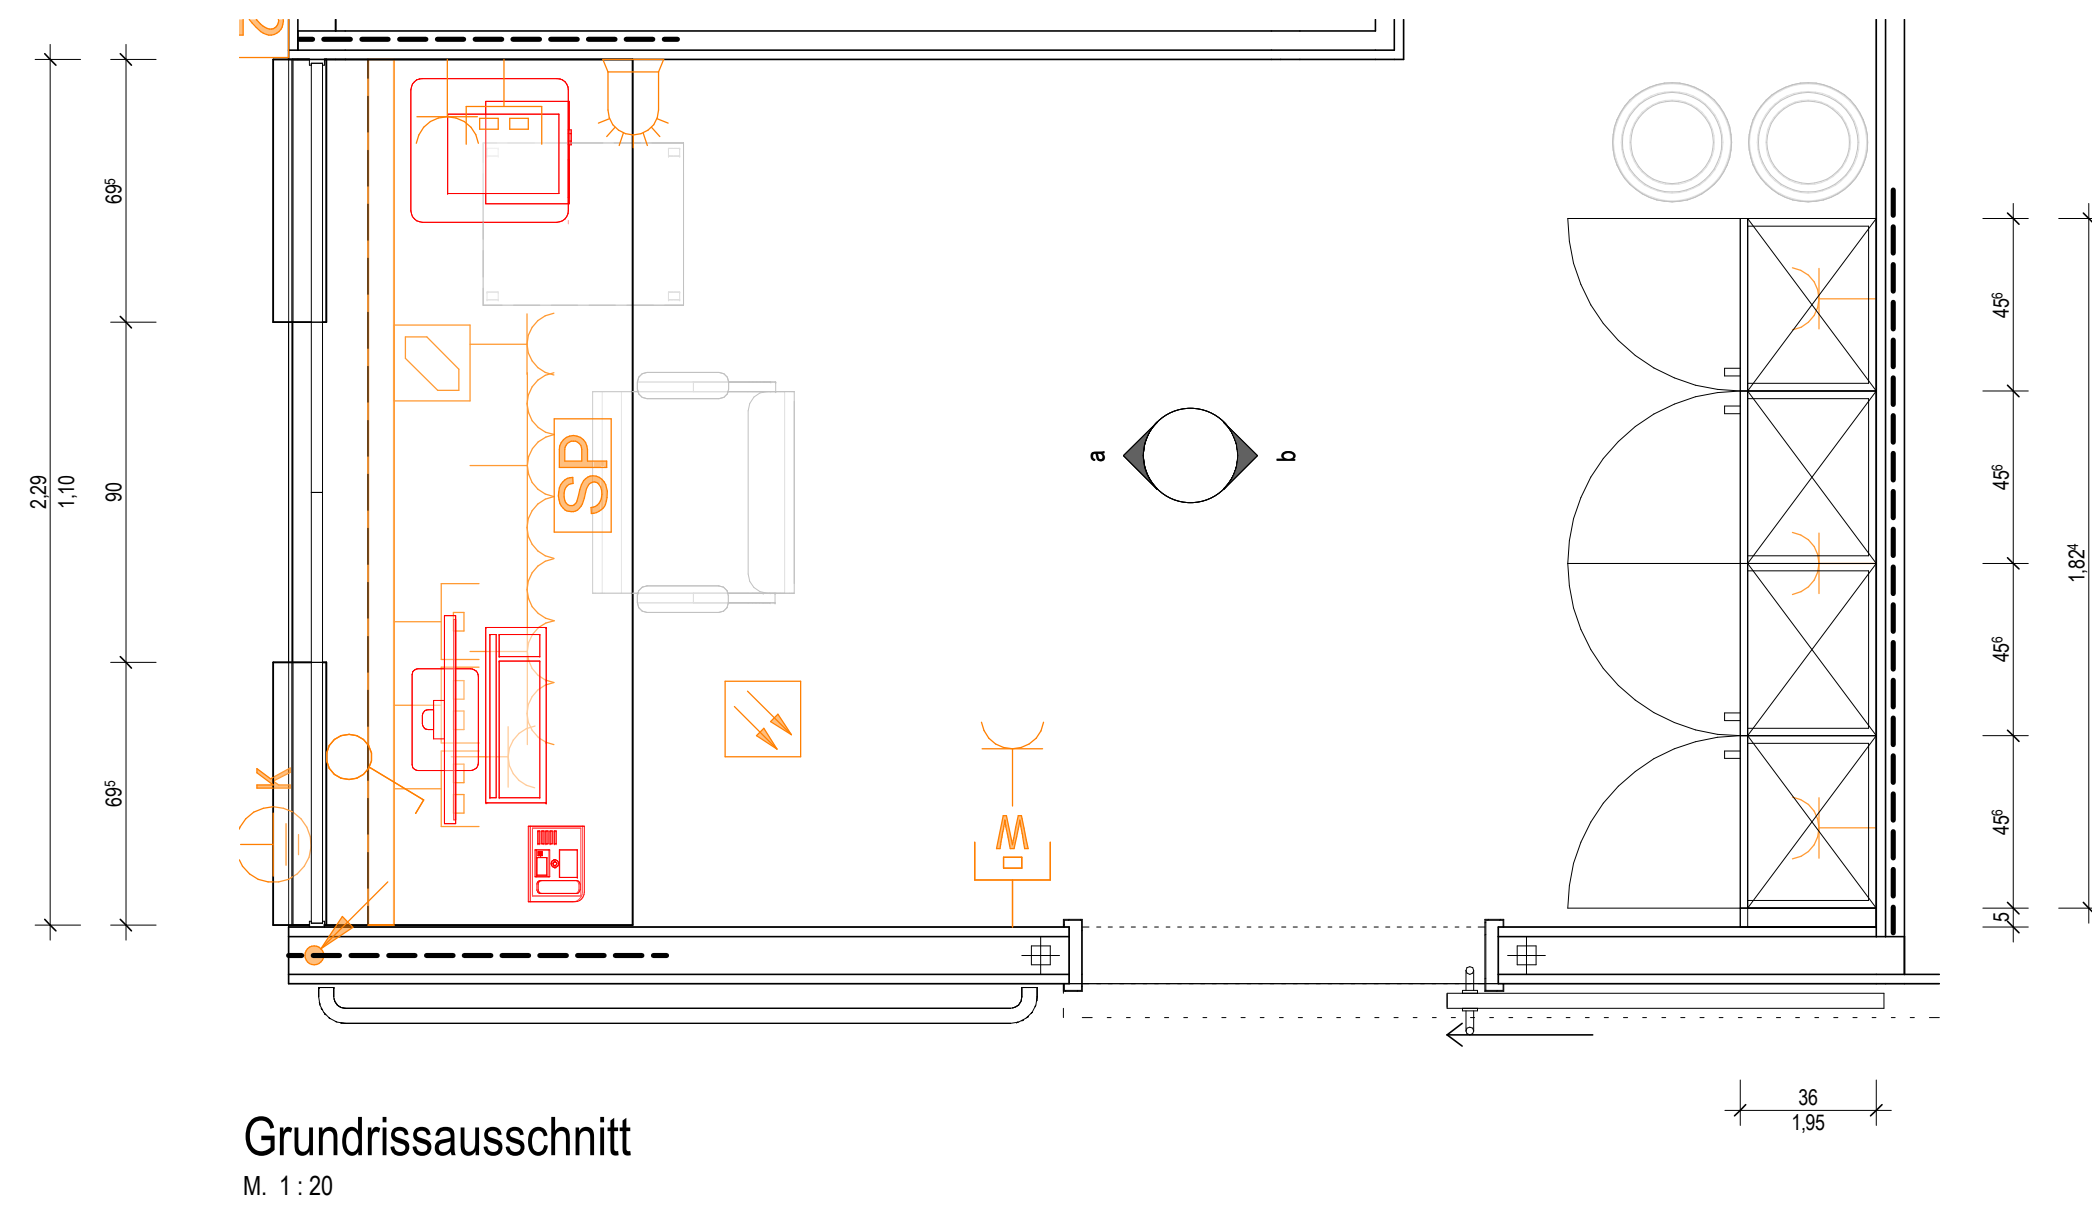 69⁵
2,29
1,10
90
69⁵
SP
K
M
a
b
45⁶
45⁶
45⁶
45⁶
5
1,82⁴
36
1,95
Grundrissausschnitt
M. 1 : 20